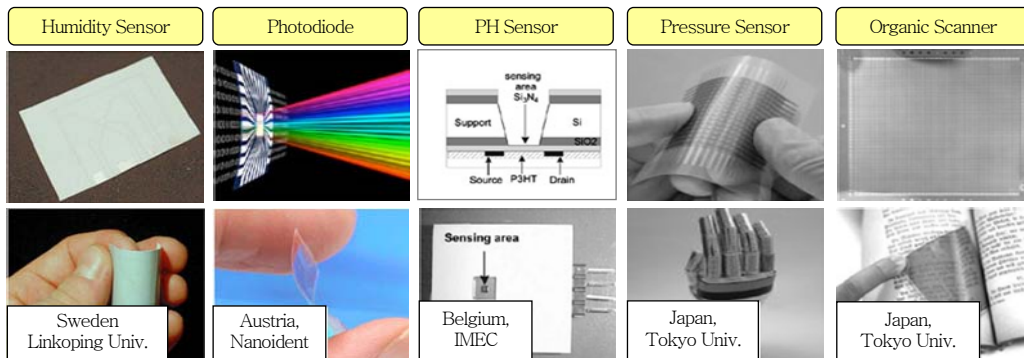 Humidity Sensor
Photodiode
PH Sensor
Pressure Sensor
Organic Scanner
sensing
area
Si₃N₄
Support
Si
SiO2
Source
P3HT
Drain
Sensing area
Sweden
Linkoping Univ.
Austria,
Nanoident
Belgium,
IMEC
Japan,
Tokyo Univ.
Japan,
Tokyo Univ.